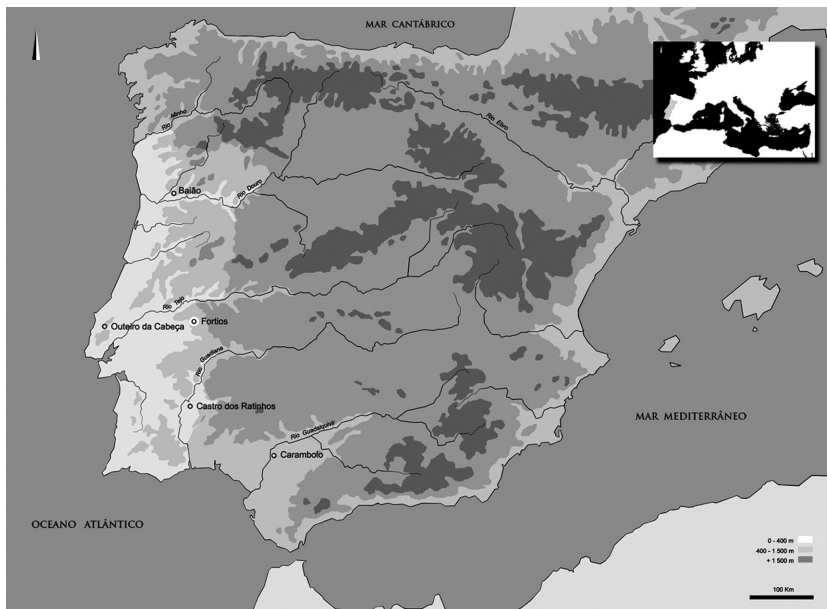 MAR CANTÁBRICO
Rio Minho
Rio Ebro
Baião
Rio Douro
Rio Tejo
Outeiro da Cabeça
Fortios
Rio Guadiana
Castro dos Ratinhos
MAR MEDITERRÂNEO
Rio Guadalquivir
Carambolo
OCEANO ATLÂNTICO
0 - 400 m
400 - 1 500 m
+ 1 500 m
100 Km